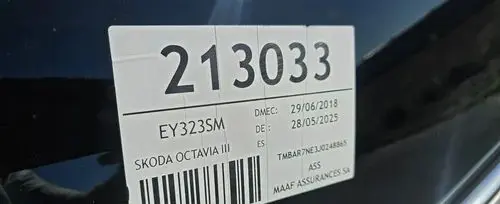 213033
EY323SM
DMEC: 29/06/2018
DE: 28/05/2025
SKODA OCTAVIA III
ES
TMBAR7NE3J0248865
ASS
MAAF ASSURANCES SA